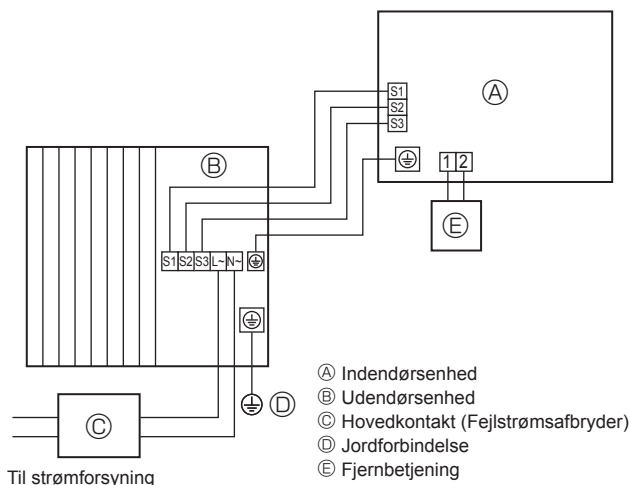 Ⓐ
S1
S2
S3
1 2
Ⓔ
Ⓑ
S1 S2 S3 L~ N~
Ⓓ
Ⓒ
Til strømforsyning
Ⓐ Indendørsenhed
Ⓑ Udendørsenhed
Ⓒ Hovedkontakt (Fejlstrømsafbryder)
Ⓓ Jordforbindelse
Ⓔ Fjernbetjening